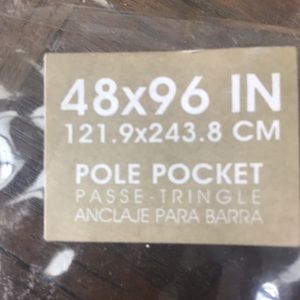 48x96 IN
121.9x243.8 CM
POLE POCKET
PASSE-TRINGLE
ANCLAJE PARA BARRA